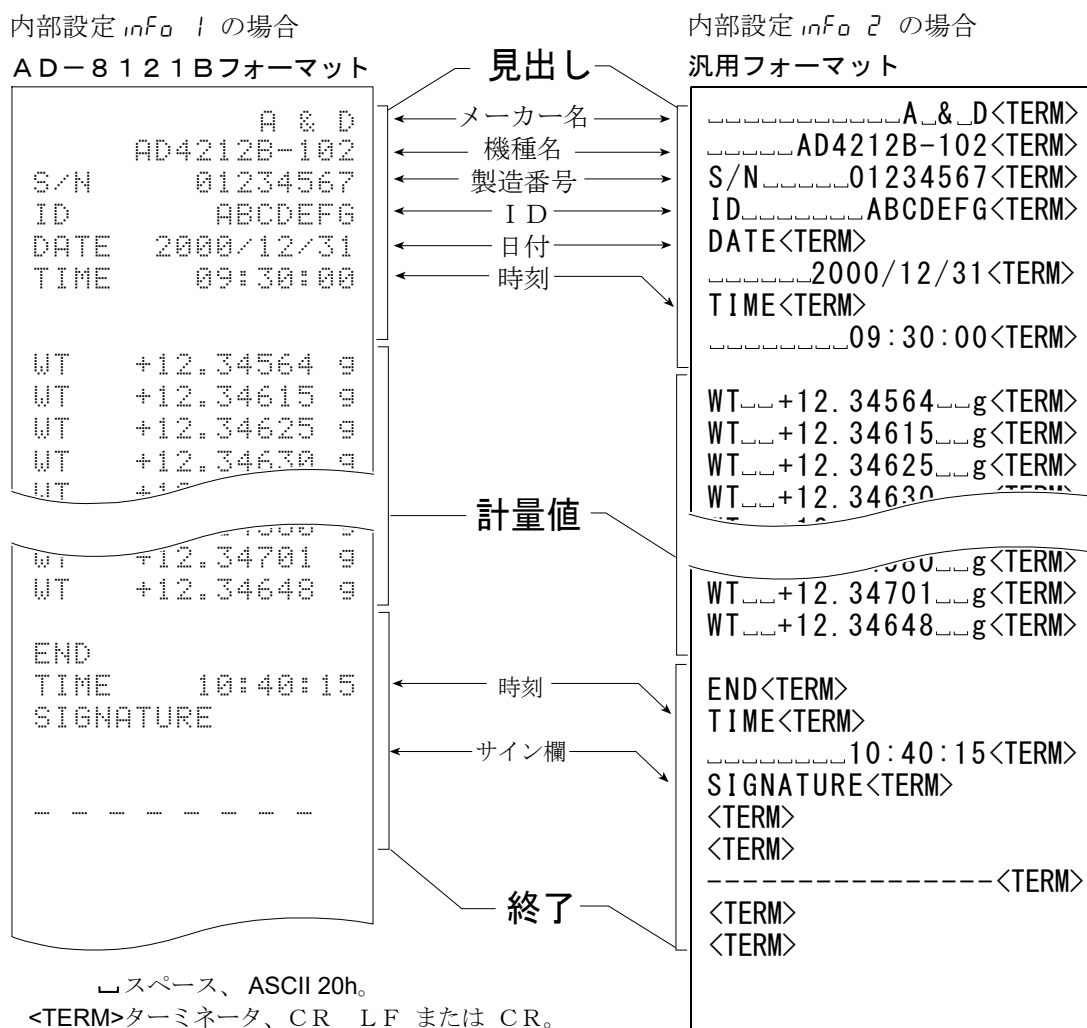 内部設定 inFo 1 の場合
AD－8121Bフォーマット
A & D
AD4212B-102
S/N 01234567
ID ABCDEFG
DATE 2000/12/31
TIME 09:30:00
WT +12.34564 g
WT +12.34615 g
WT +12.34625 g
WT +12.34630 g
WT
WT +12.34701 g
WT +12.34648 g
END
TIME 10:40:15
SIGNATURE
_ _ _ _ _ _ _ _
見出し
メーカー名
機種名
製造番号
ＩＤ
日付
時刻
計量値
時刻
サイン欄
終了
内部設定 inFo 2 の場合
汎用フォーマット
␣␣␣␣␣␣␣␣␣␣␣A␣&␣D<TERM>
␣␣␣␣␣AD4212B-102<TERM>
S/N␣␣␣␣␣01234567<TERM>
ID␣␣␣␣␣␣␣ABCDEFG<TERM>
DATE<TERM>
␣␣␣␣␣␣2000/12/31<TERM>
TIME<TERM>
␣␣␣␣␣␣␣␣09:30:00<TERM>
WT␣␣+12.34564␣␣g<TERM>
WT␣␣+12.34615␣␣g<TERM>
WT␣␣+12.34625␣␣g<TERM>
WT␣␣+12.34630
␣␣g<TERM>
WT␣␣+12.34701␣␣g<TERM>
WT␣␣+12.34648␣␣g<TERM>
END<TERM>
TIME<TERM>
␣␣␣␣␣␣␣␣10:40:15<TERM>
SIGNATURE<TERM>
<TERM>
<TERM>
----------------<TERM>
<TERM>
<TERM>
␣スペース、ASCII 20h。
<TERM>ターミネータ、ＣＲ　ＬＦ または ＣＲ。